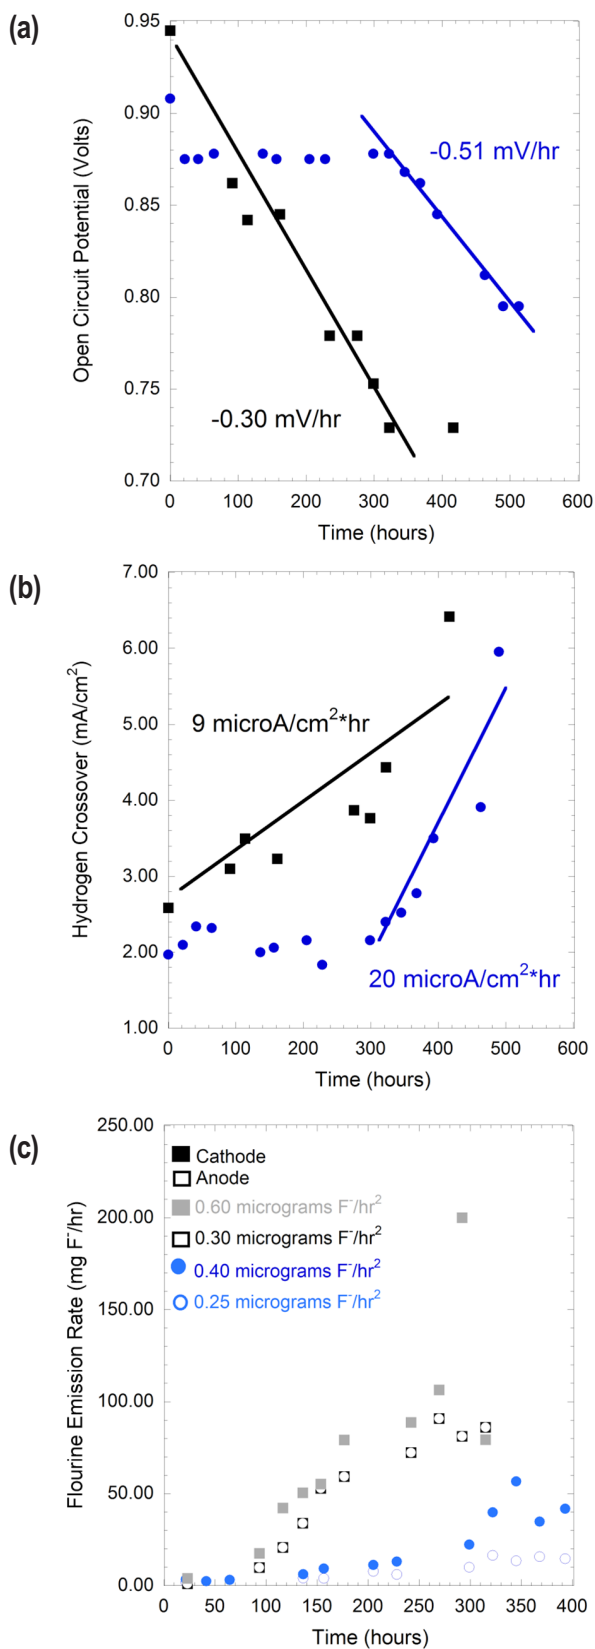 (a)
0.95
0.90
0.85
0.80
0.75
0.70
Open Circuit Potential (Volts)
-0.51 mV/hr
-0.30 mV/hr
0 100 200 300 400 500 600
Time (hours)
(b)
7.00
6.00
5.00
4.00
3.00
2.00
1.00
Hydrogen Crossover (mA/cm²)
9 microA/cm²*hr
20 microA/cm²*hr
0 100 200 300 400 500 600
Time (hours)
(c)
250.00
200.00
150.00
100.00
50.00
0.00
Flourine Emission Rate (mg F⁻/hr)
Cathode
Anode
0.60 micrograms F⁻/hr²
0.30 micrograms F⁻/hr²
0.40 micrograms F⁻/hr²
0.25 micrograms F⁻/hr²
0 50 100 150 200 250 300 350 400
Time (hours)